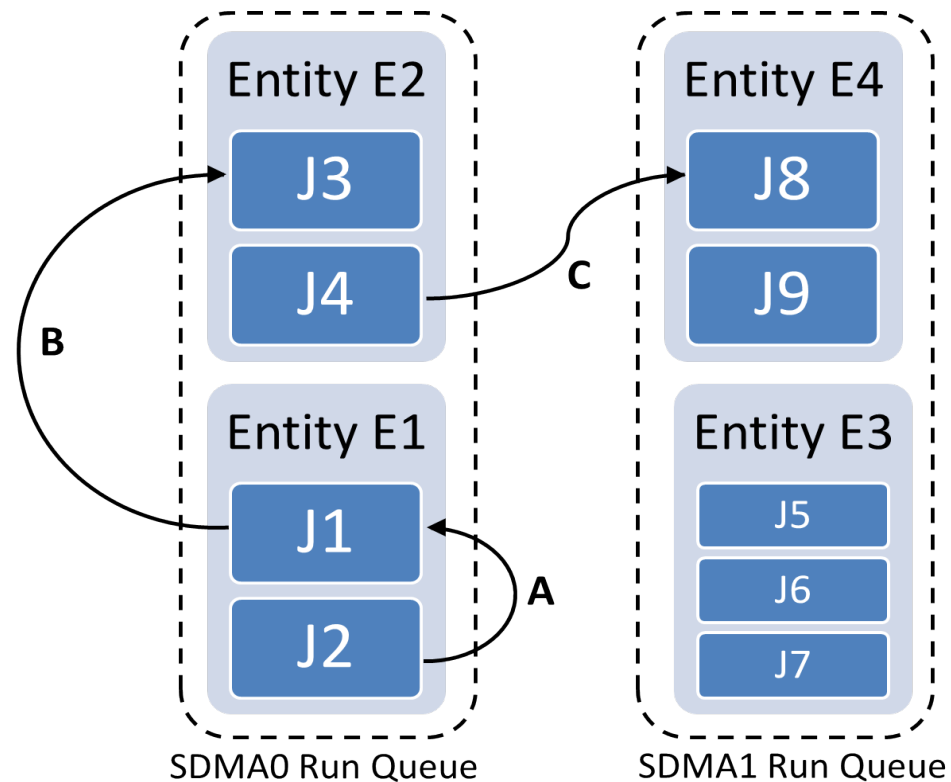 Entity E2
J3
J4
B
Entity E1
J1
J2
A
SDMA0 Run Queue
C
Entity E4
J8
J9
Entity E3
J5
J6
J7
SDMA1 Run Queue